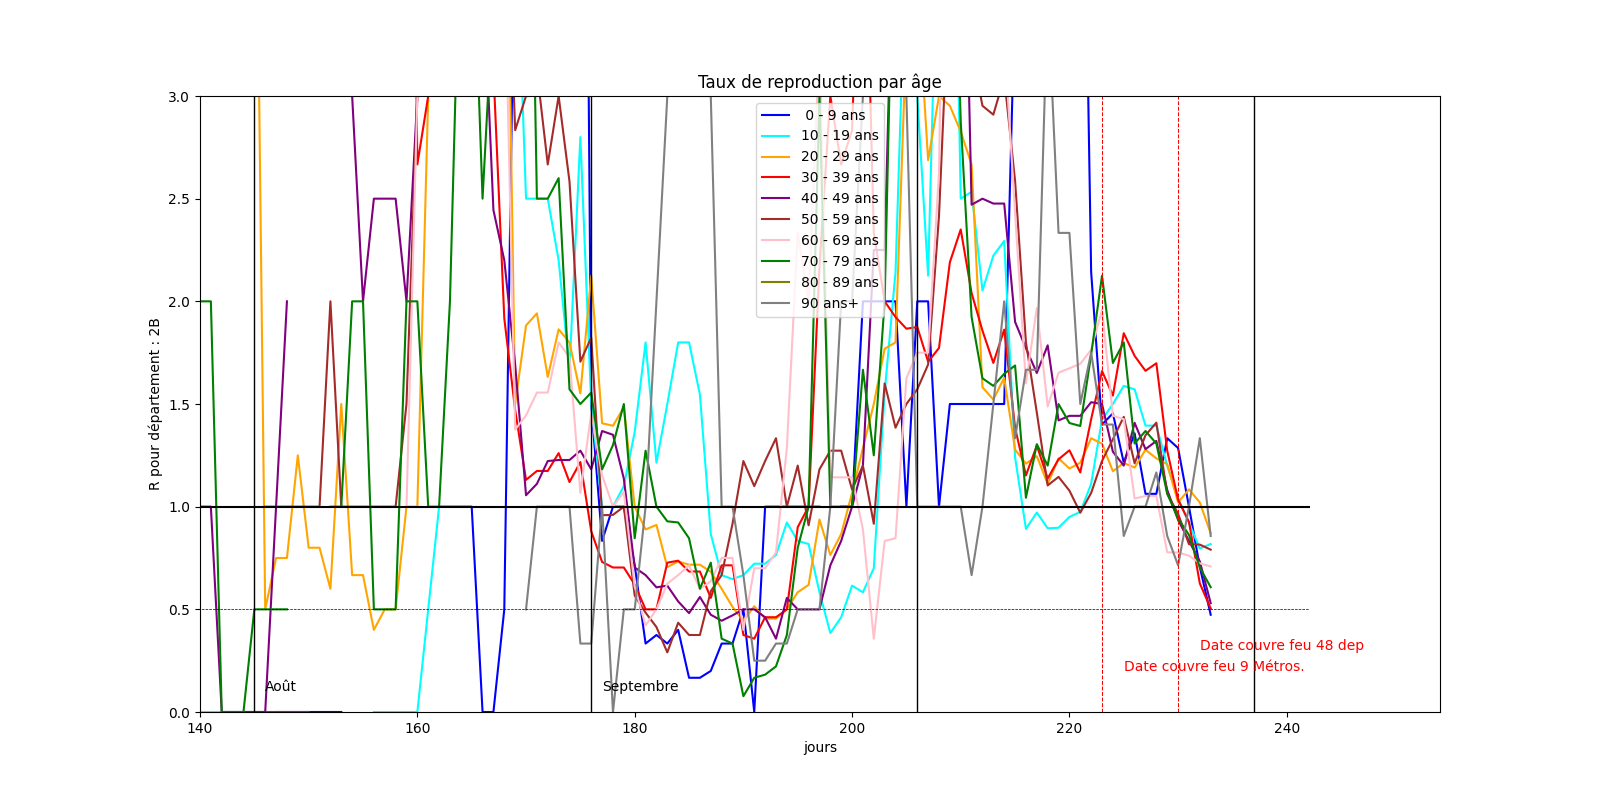 Taux de reproduction par âge
R pour département : 2B
3.0
2.5
2.0
1.5
1.0
0.5
0.0
0 - 9 ans
10 - 19 ans
20 - 29 ans
30 - 39 ans
40 - 49 ans
50 - 59 ans
60 - 69 ans
70 - 79 ans
80 - 89 ans
90 ans+
Date couvre feu 48 dep
Date couvre feu 9 Métros.
Août
Septembre
140
160
180
200
220
240
jours